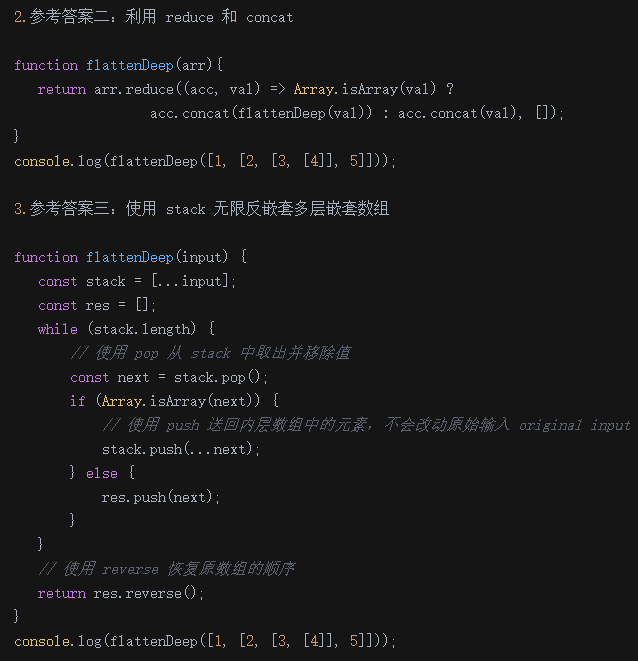 2.参考答案二：利用 reduce 和 concat
function flattenDeep(arr){
return arr.reduce((acc, val) => Array.isArray(val) ?
acc.concat(flattenDeep(val)) : acc.concat(val), []);
}
console.log(flattenDeep([1, [2, [3, [4]], 5]]));
3.参考答案三：使用 stack 无限反嵌套多层嵌套数组
function flattenDeep(input) {
const stack = [...input];
const res = [];
while (stack.length) {
// 使用 pop 从 stack 中取出并移除值
const next = stack.pop();
if (Array.isArray(next)) {
// 使用 push 送回内层数组中的元素，不会改动原始输入 original input
stack.push(...next);
} else {
res.push(next);
}
}
// 使用 reverse 恢复原数组的顺序
return res.reverse();
}
console.log(flattenDeep([1, [2, [3, [4]], 5]]));